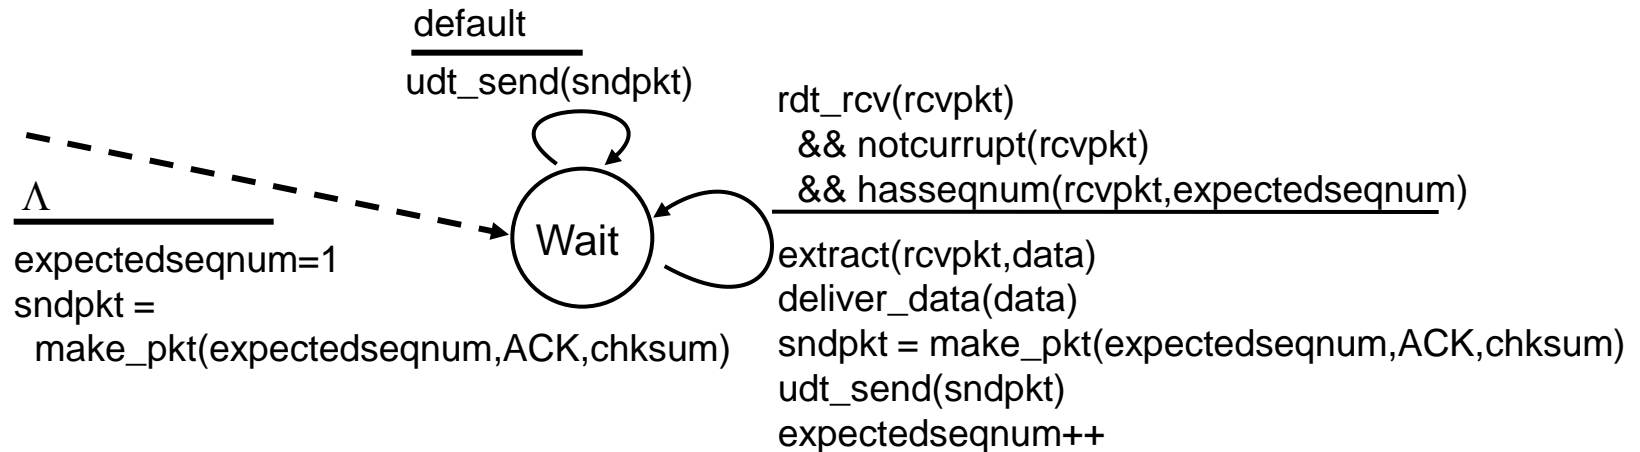 default
udt_send(sndpkt)
rdt_rcv(rcvpkt)
&& notcurrupt(rcvpkt)
&& hasseqnum(rcvpkt,expectedseqnum)
Λ
Wait
expectedseqnum=1
sndpkt =
make_pkt(expectedseqnum,ACK,chksum)
extract(rcvpkt,data)
deliver_data(data)
sndpkt = make_pkt(expectedseqnum,ACK,chksum)
udt_send(sndpkt)
expectedseqnum++